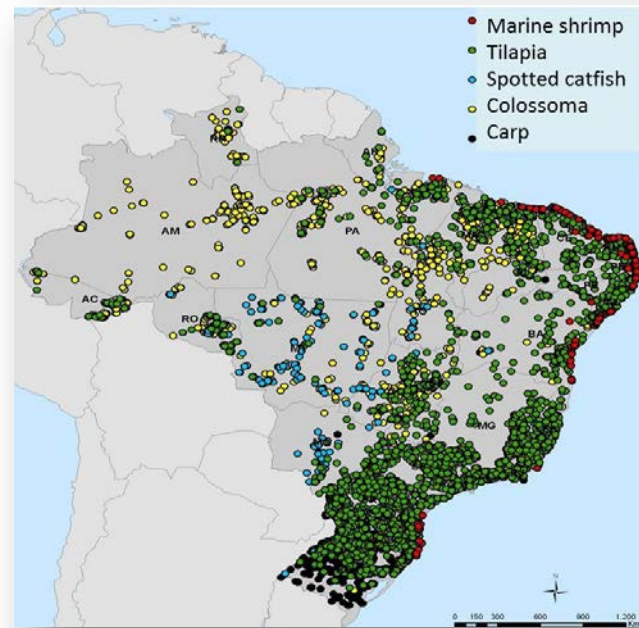 Marine shrimp
Tilapia
Spotted catfish
Colossoma
Carp
AM
PA
AC
RO
BA
MG
N
0 150 300 600 900 1.200